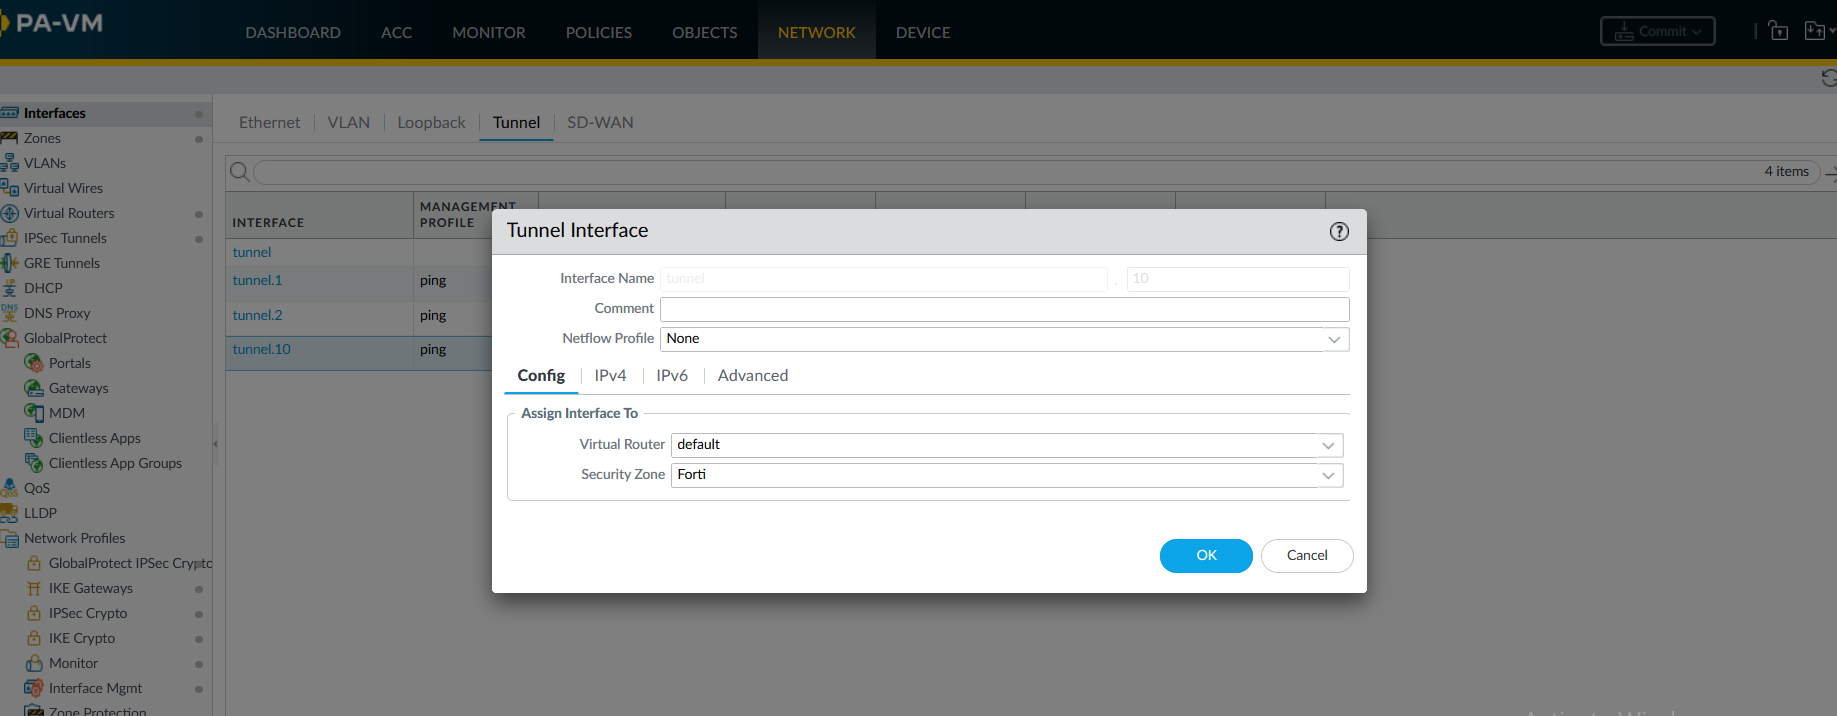 PA-VM
DASHBOARD ACC MONITOR POLICIES OBJECTS NETWORK DEVICE Commit
Interfaces
Zones
VLANs
Virtual Wires
Virtual Routers
IPSec Tunnels
GRE Tunnels
DHCP
DNS Proxy
GlobalProtect
Portals
Gateways
MDM
Clientless Apps
Clientless App Groups
QoS
LLDP
Network Profiles
GlobalProtect IPSec Crypto
IKE Gateways
IPSec Crypto
IKE Crypto
Monitor
Interface Mgmt
Zone Protection
Ethernet VLAN Loopback Tunnel SD-WAN
4 items
INTERFACE MANAGEMENT PROFILE
tunnel
tunnel.1 ping
tunnel.2 ping
tunnel.10 ping
Tunnel Interface
Interface Name tunnel . 10
Comment
Netflow Profile None
Config IPv4 IPv6 Advanced
Assign Interface To
Virtual Router default
Security Zone Forti
OK Cancel